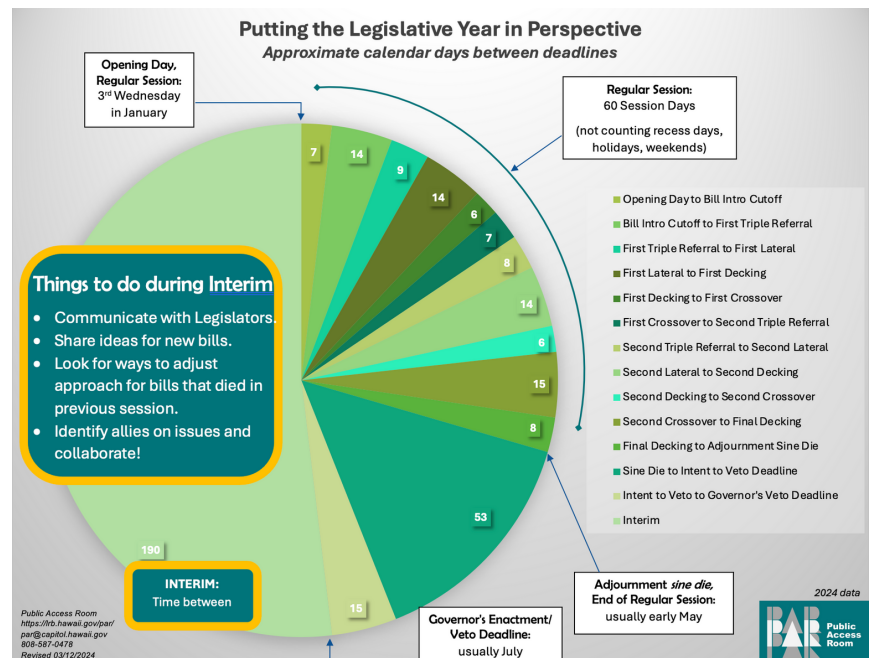 Putting the Legislative Year in Perspective
Approximate calendar days between deadlines
Opening Day,
Regular Session:
3rd Wednesday
in January
Regular Session:
60 Session Days
(not counting recess days,
holidays, weekends)
7
14
9
14
6
7
8
14
6
15
8
53
15
190
Opening Day to Bill Intro Cutoff
Bill Intro Cutoff to First Triple Referral
First Triple Referral to First Lateral
First Lateral to First Decking
First Decking to First Crossover
First Crossover to Second Triple Referral
Second Triple Referral to Second Lateral
Second Lateral to Second Decking
Second Decking to Second Crossover
Second Crossover to Final Decking
Final Decking to Adjournment Sine Die
Sine Die to Intent to Veto Deadline
Intent to Veto to Governor's Veto Deadline
Interim
Things to do during Interim
• Communicate with Legislators.
• Share ideas for new bills.
• Look for ways to adjust
approach for bills that died in
previous session.
• Identify allies on issues and
collaborate!
INTERIM:
Time between
Adjournment sine die,
End of Regular Session:
usually early May
Governor's Enactment/
Veto Deadline:
usually July
Public Access Room
https://lrb.hawaii.gov/par/
par@capitol.hawaii.gov
808-587-0478
Revised 03/12/2024
2024 data
PAR
Public
Access
Room